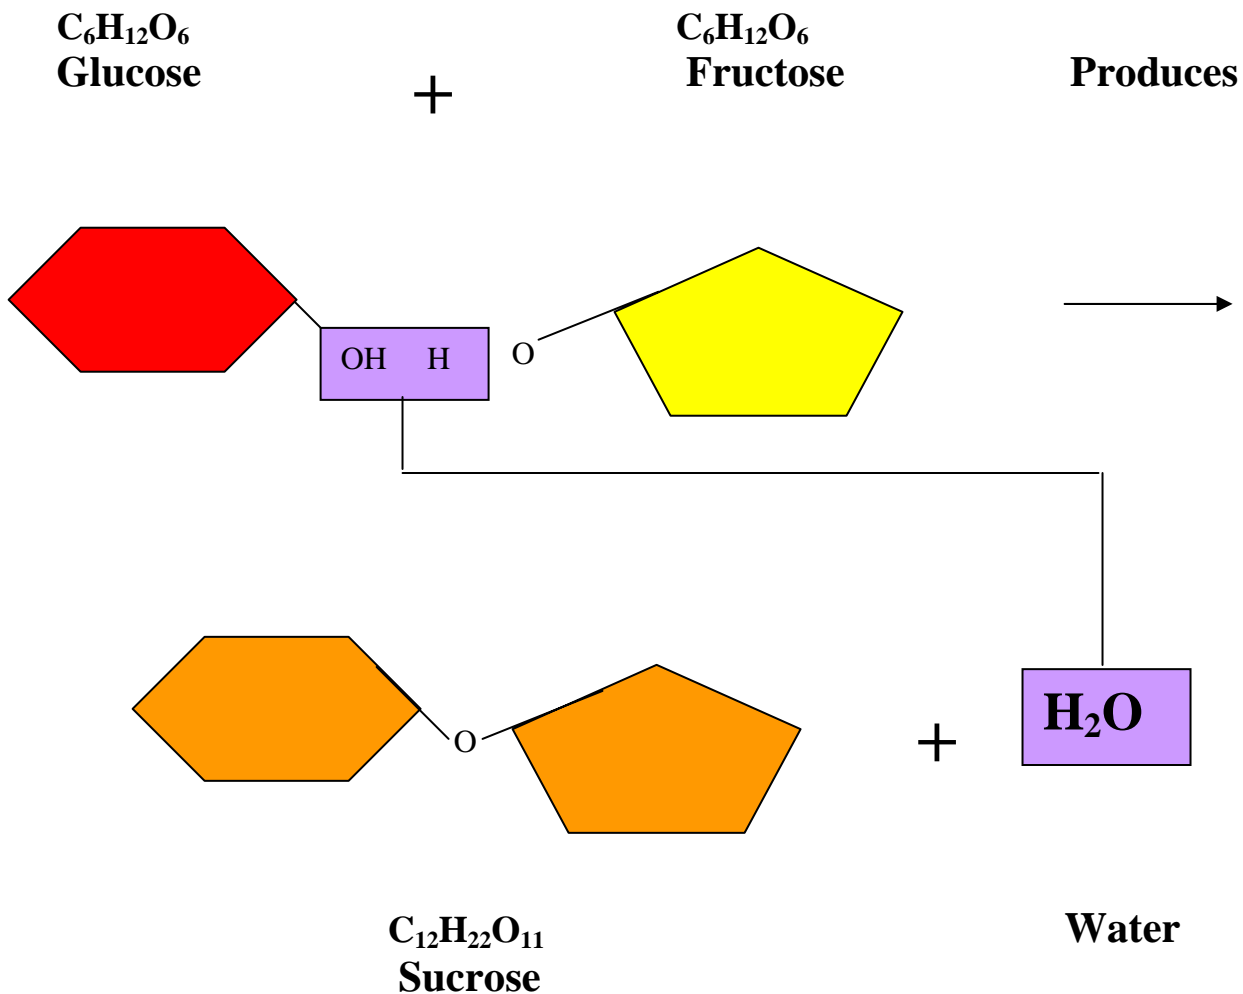 C₆H₁₂O₆ C₆H₁₂O₆
Glucose + Fructose Produces
OH H O
O + H₂O
C₁₂H₂₂O₁₁ Water
Sucrose